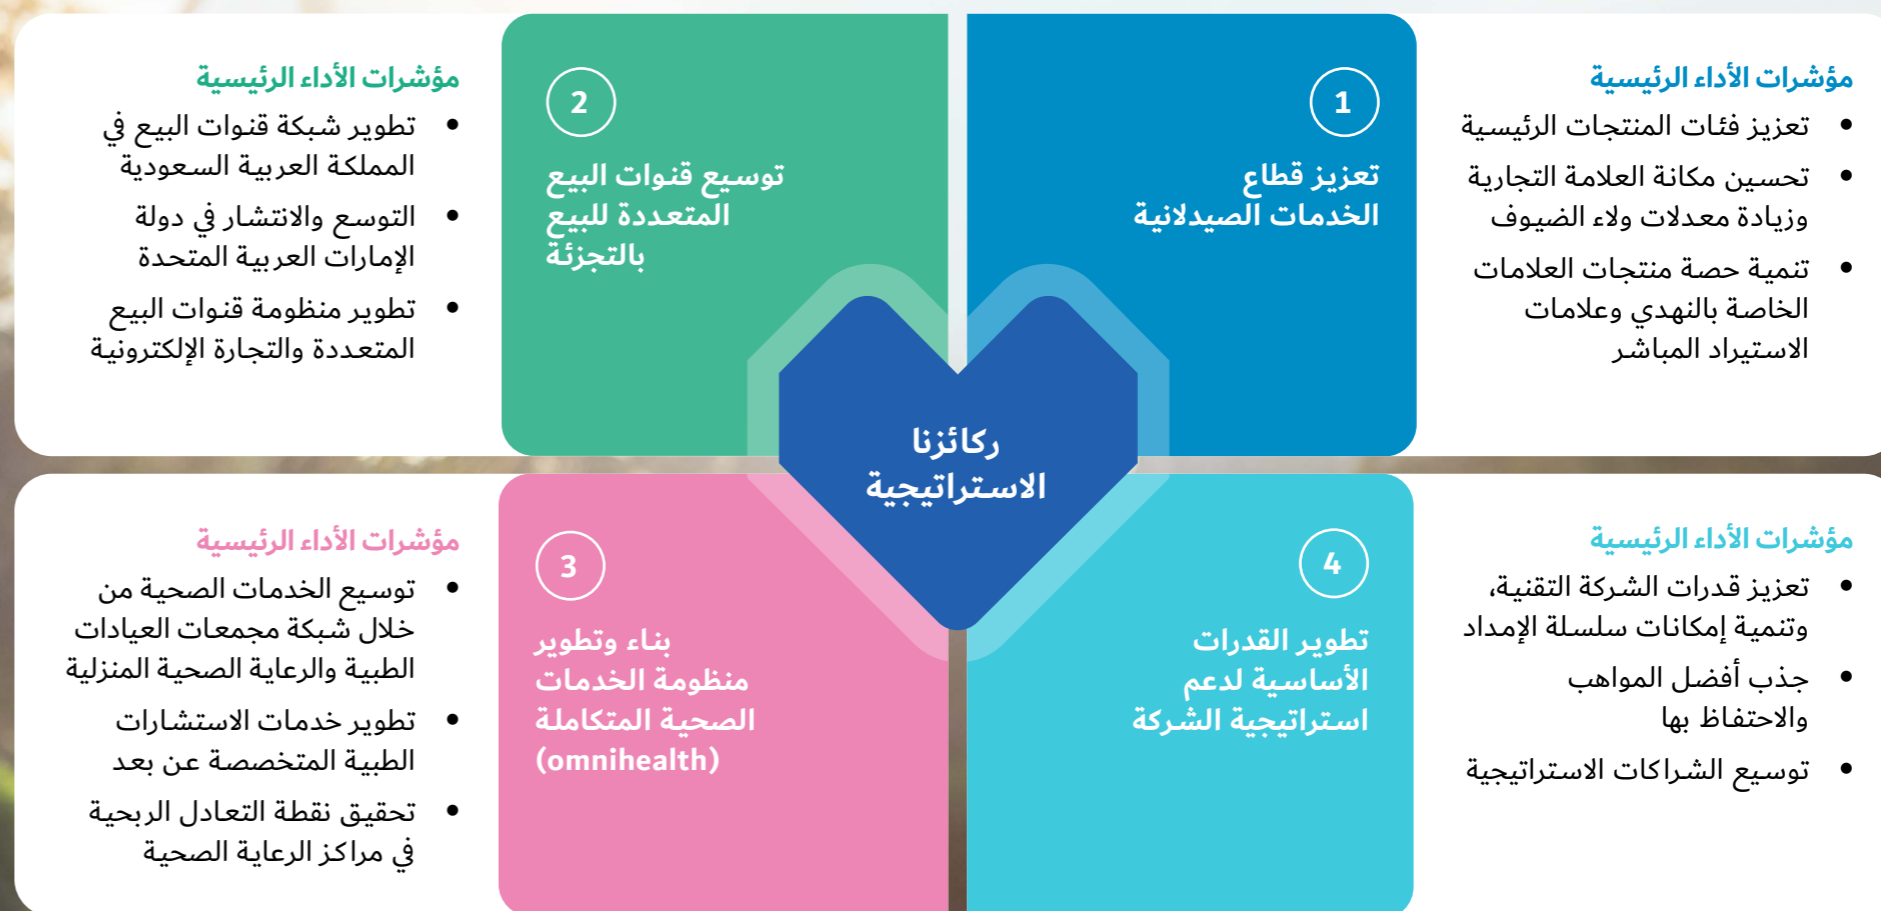 1
تعزيز قطاع
الخدمات الصيدلانية
مؤشرات الأداء الرئيسية
• تعزيز فئات المنتجات الرئيسية
• تحسين مكانة العلامة التجارية
وزيادة معدلات ولاء الضيوف
• تنمية حصة منتجات العلامات
الخاصة بالنهدي وعلامات
الاستيراد المباشر
2
توسيع قنوات البيع
المتعددة للبيع
بالتجزئة
مؤشرات الأداء الرئيسية
• تطوير شبكة قنوات البيع في
المملكة العربية السعودية
• التوسع والانتشار في دولة
الإمارات العربية المتحدة
• تطوير منظومة قنوات البيع
المتعددة والتجارة الإلكترونية
ركائزنا
الاستراتيجية
3
بناء وتطوير
منظومة الخدمات
الصحية المتكاملة
(omnihealth)
مؤشرات الأداء الرئيسية
• توسيع الخدمات الصحية من
خلال شبكة مجمعات العيادات
الطبية والرعاية الصحية المنزلية
• تطوير خدمات الاستشارات
الطبية المتخصصة عن بعد
• تحقيق نقطة التعادل الربحية
في مراكز الرعاية الصحية
4
تطوير القدرات
الأساسية لدعم
استراتيجية الشركة
مؤشرات الأداء الرئيسية
• تعزيز قدرات الشركة التقنية،
وتنمية إمكانات سلسلة الإمداد
• جذب أفضل المواهب
والاحتفاظ بها
• توسيع الشراكات الاستراتيجية